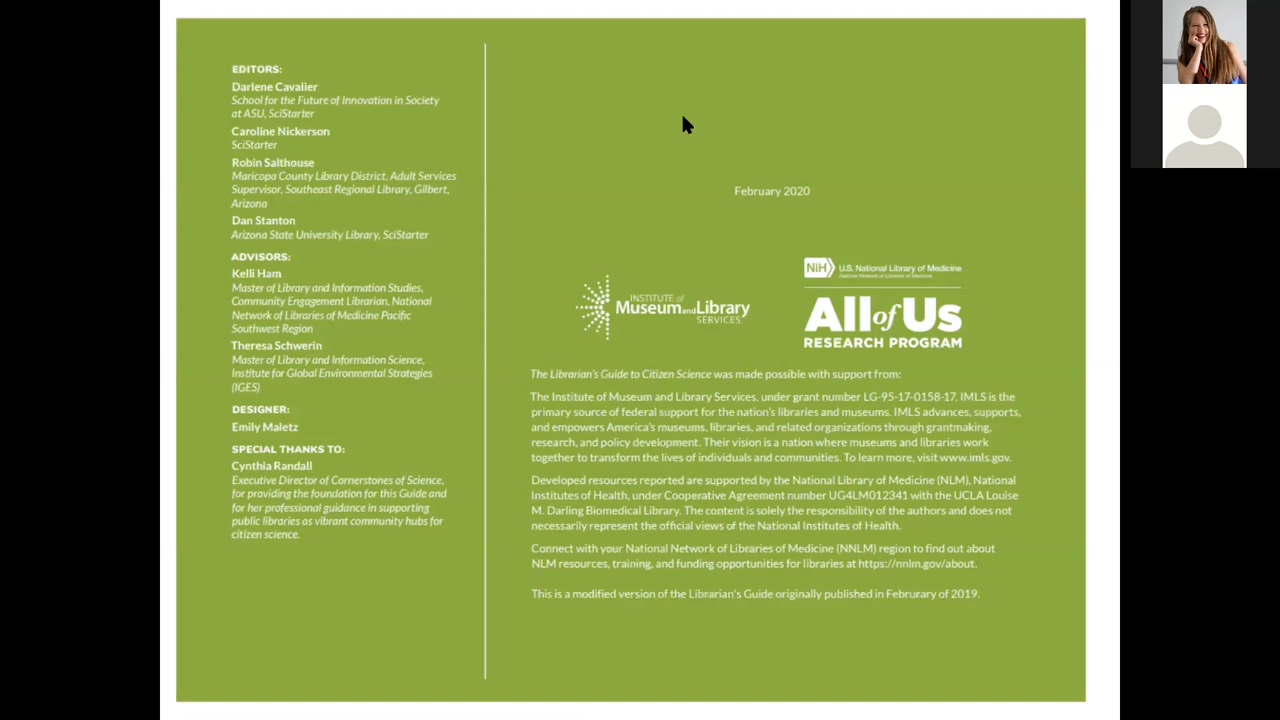 EDITORS:
Darlene Cavalier
School for the Future of Innovation in Society
at ASU, SciStarter
Caroline Nickerson
SciStarter
Robin Salthouse
Maricopa County Library District, Adult Services
Supervisor, Southeast Regional Library, Gilbert,
Arizona
Dan Stanton
Arizona State University Library, SciStarter
ADVISORS:
Kelli Ham
Master of Library and Information Studies,
Community Engagement Librarian, National
Network of Libraries of Medicine Pacific
Southwest Region
Theresa Schwerin
Master of Library and Information Science,
Institute for Global Environmental Strategies
(IGES)
DESIGNER:
Emily Maletz
SPECIAL THANKS TO:
Cynthia Randall
Executive Director of Cornerstones of Science,
for providing the foundation for this Guide and
for her professional guidance in supporting
public libraries as vibrant community hubs for
citizen science.
February 2020
INSTITUTE of
Museum and Library
SERVICES
NIH U.S. National Library of Medicine
All of Us
RESEARCH PROGRAM
The Librarian's Guide to Citizen Science was made possible with support from:
The Institute of Museum and Library Services, under grant number LG-95-17-0158-17. IMLS is the
primary source of federal support for the nation's libraries and museums. IMLS advances, supports,
and empowers America's museums, libraries, and related organizations through grantmaking,
research, and policy development. Their vision is a nation where museums and libraries work
together to transform the lives of individuals and communities. To learn more, visit www.imls.gov.
Developed resources reported are supported by the National Library of Medicine (NLM), National
Institutes of Health, under Cooperative Agreement number UG4LM012341 with the UCLA Louise
M. Darling Biomedical Library. The content is solely the responsibility of the authors and does not
necessarily represent the official views of the National Institutes of Health.
Connect with your National Network of Libraries of Medicine (NNLM) region to find out about
NLM resources, training, and funding opportunities for libraries at https://nnlm.gov/about.
This is a modified version of the Librarian's Guide originally published in Februrary of 2019.